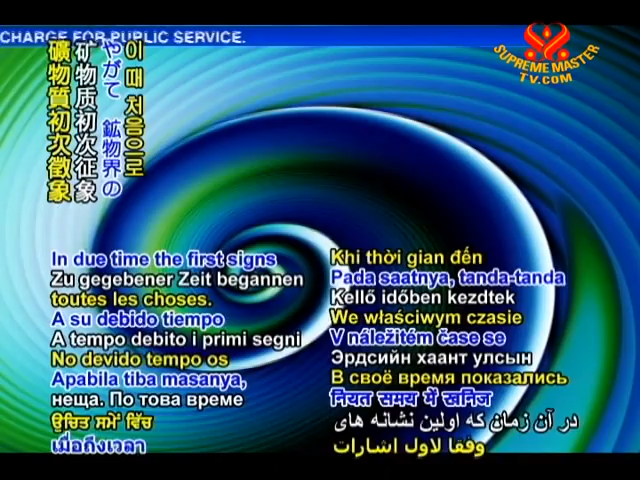 CHARGE FOR PUBLIC SERVICE.
SUPREME MASTER
TV.COM
이 때 처음으로
やがて 鉱物界の
矿物质初次征象
礦物質初次徵象
In due time the first signs
Zu gegebener Zeit begannen
toutes les choses.
A su debido tiempo
A tempo debito i primi segni
No devido tempo os
Apabila tiba masanya,
неща. По това време
ਉਚਿਤ ਸਮੇਂ ਵਿੱਚ
เมื่อถึงเวลา
Khi thời gian đến
Pada saatnya, tanda-tanda
Kellő időben kezdtek
We właściwym czasie
V náležitém čase se
Эрдсийн хаант улсын
В своё время показались
नियत समय में खनिज
در آن زمان که اولین نشانه های
وفقا لاول اشارات